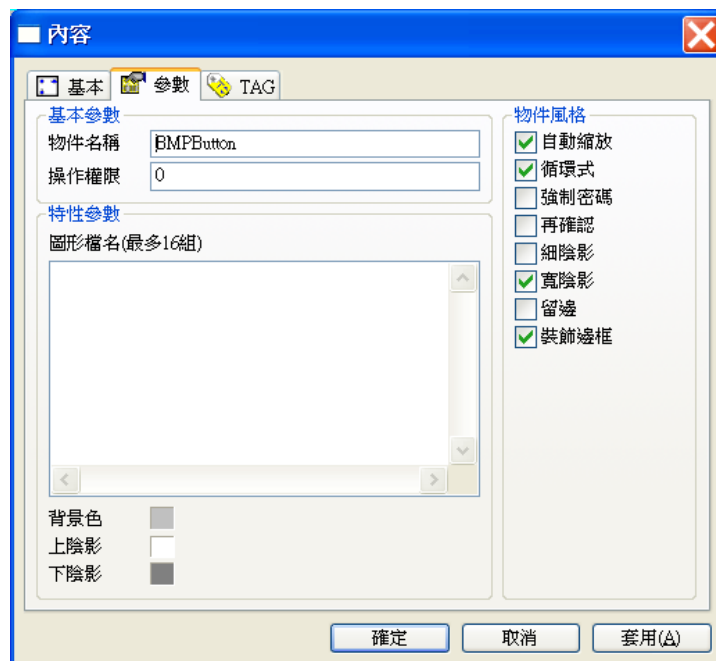 內容
基本 參數 TAG
基本參數
物件名稱 BMPButton
操作權限 0
特性參數
圖形檔名(最多16組)
背景色
上陰影
下陰影
物件風格
自動縮放
循環式
強制密碼
再確認
細陰影
寬陰影
留邊
裝飾邊框
確定 取消 套用(A)